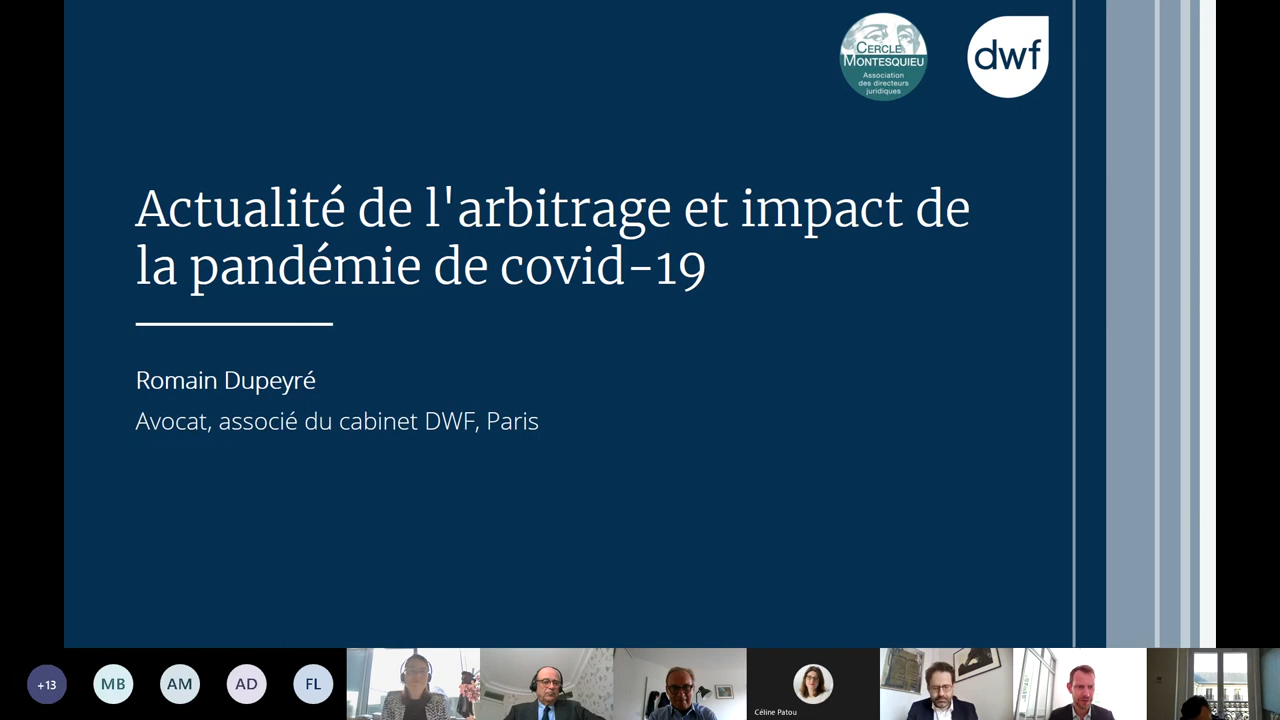 CERCLE
MONTESQUIEU
Association
des directeurs
juridiques
dwf
Actualité de l'arbitrage et impact de
la pandémie de covid-19
Romain Dupeyré
Avocat, associé du cabinet DWF, Paris
+13
MB
AM
AD
FL
Céline Patou